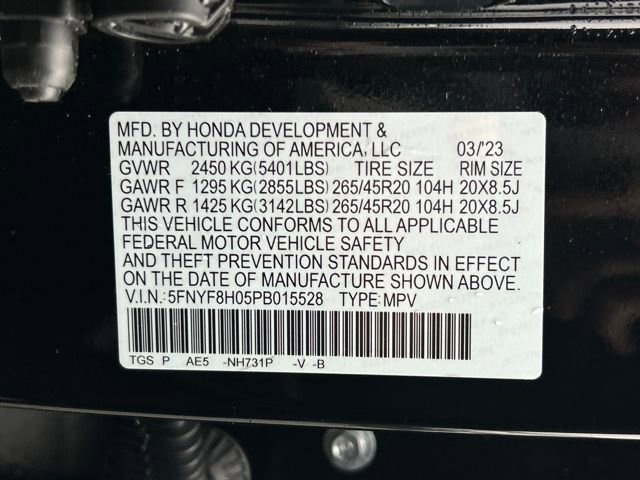 MFD. BY HONDA DEVELOPMENT &
MANUFACTURING OF AMERICA, LLC 03/'23
GVWR 2450 KG(5401LBS) TIRE SIZE RIM SIZE
GAWR F 1295 KG(2855LBS) 265/45R20 104H 20X8.5J
GAWR R 1425 KG(3142LBS) 265/45R20 104H 20X8.5J
THIS VEHICLE CONFORMS TO ALL APPLICABLE
FEDERAL MOTOR VEHICLE SAFETY
AND THEFT PREVENTION STANDARDS IN EFFECT
ON THE DATE OF MANUFACTURE SHOWN ABOVE.
V.I.N.: 5FNYF8H05PB015528 TYPE: MPV
TGS P AE5 -NH731P -V -B